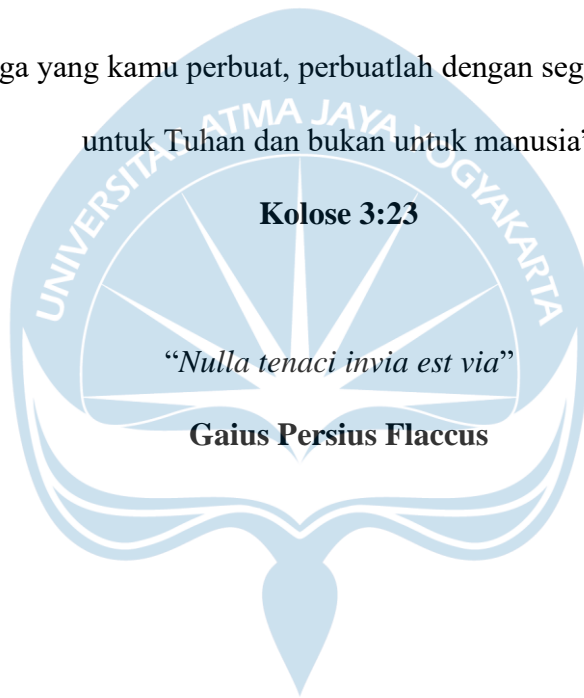 ga yang kamu perbuat, perbuatlah dengan seg
untuk Tuhan dan bukan untuk manusia”
Kolose 3:23
“Nulla tenaci invia est via”
Gaius Persius Flaccus
UNIVERSITAS ATMA JAYA YOGYAKARTA